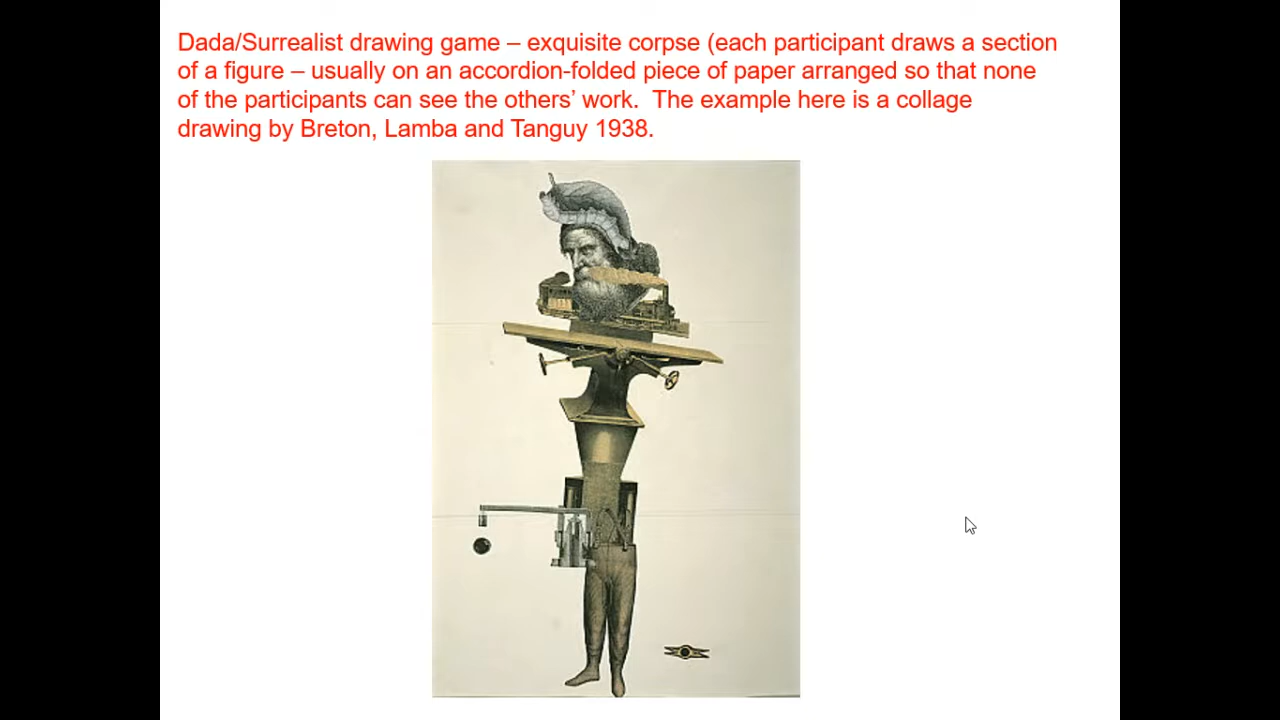 Dada/Surrealist drawing game – exquisite corpse (each participant draws a section
of a figure – usually on an accordion-folded piece of paper arranged so that none
of the participants can see the others’ work.  The example here is a collage
drawing by Breton, Lamba and Tanguy 1938.